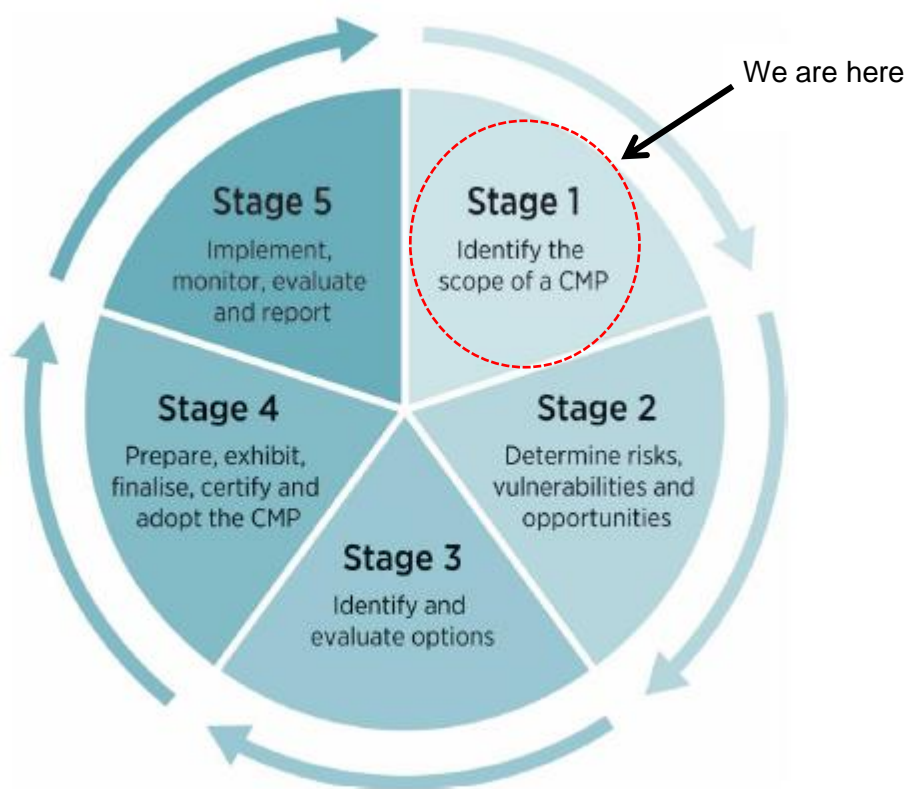 We are here
Stage 1
Identify the
scope of a CMP
Stage 2
Determine risks,
vulnerabilities and
opportunities
Stage 3
Identify and
evaluate options
Stage 4
Prepare, exhibit,
finalise, certify and
adopt the CMP
Stage 5
Implement,
monitor, evaluate
and report